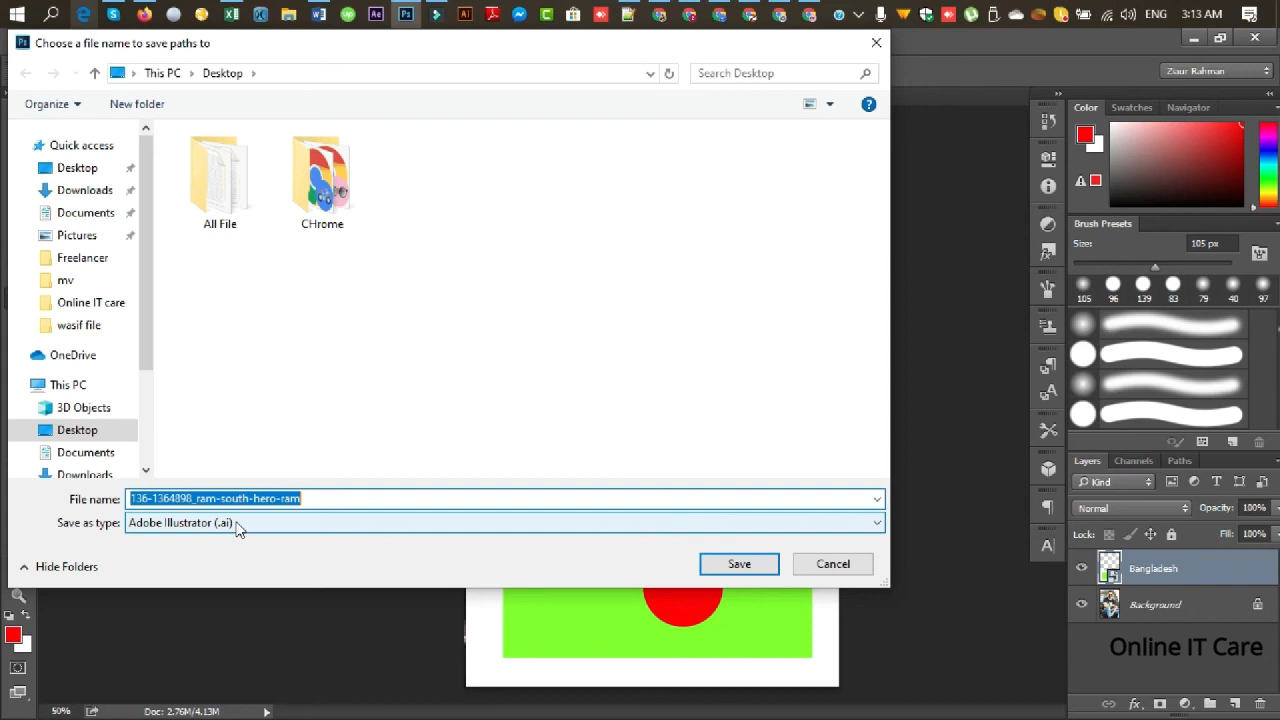 ENG
3:13 AM
Choose a file name to save paths to
This PC
Desktop
Search Desktop
Ziaur Rahman
Organize
New folder
Color
Swatches
Navigator
Quick access
Desktop
Downloads
Documents
Pictures
Freelancer
mv
Online IT care
wasif file
OneDrive
This PC
3D Objects
Desktop
Documents
Downloads
All File
CHrome
Brush Presets
Size:
105 px
105
96
139
83
79
40
97
Layers
Channels
Paths
Kind
Normal
Opacity:
100%
Lock:
Fill:
100%
Bangladesh
Background
Online IT Care
File name:
136-1364898_ram-south-hero-ram
Save as type:
Adobe Illustrator (.ai)
Hide Folders
Save
Cancel
50%
Doc: 2.76M/4.13M